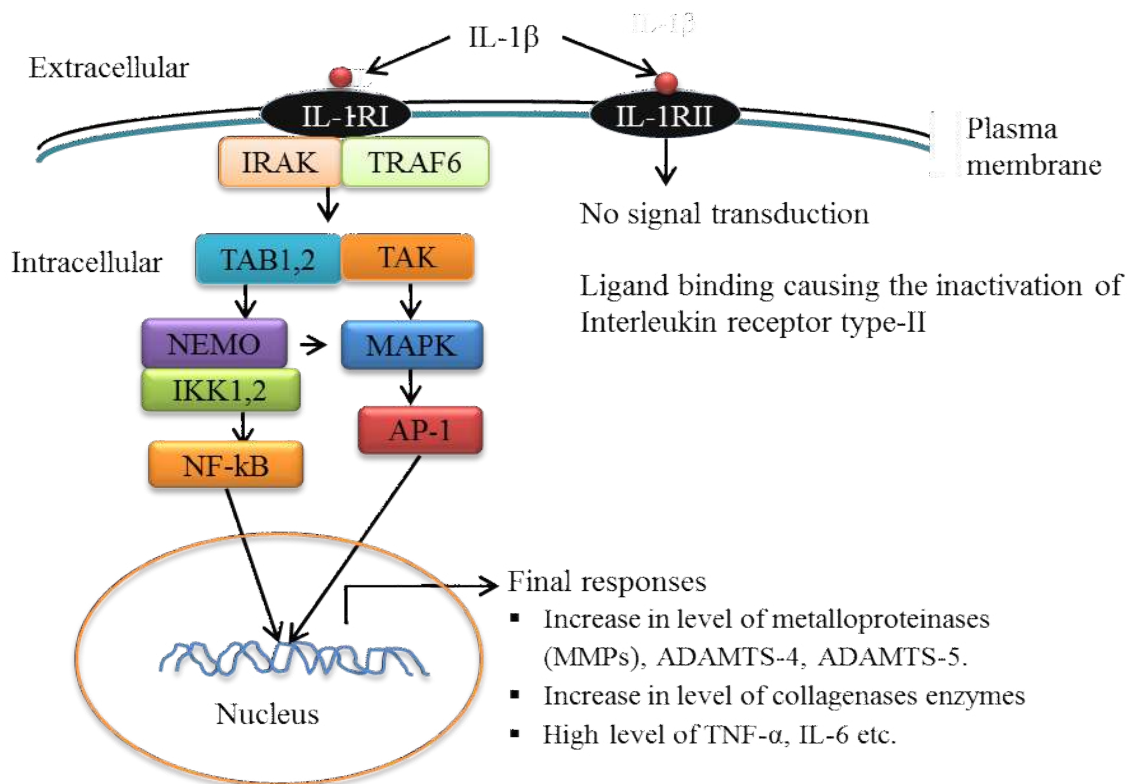 IL-1β
IL-1β
Extracellular
IL-1RI
IL-1RII
Plasma
membrane
IRAK
TRAF6
No signal transduction
Intracellular
TAB1,2
TAK
Ligand binding causing the inactivation of
Interleukin receptor type-II
NEMO
MAPK
IKK1,2
AP-1
NF-kB
Final responses
▪ Increase in level of metalloproteinases
(MMPs), ADAMTS-4, ADAMTS-5.
▪ Increase in level of collagenases enzymes
▪ High level of TNF-α, IL-6 etc.
Nucleus